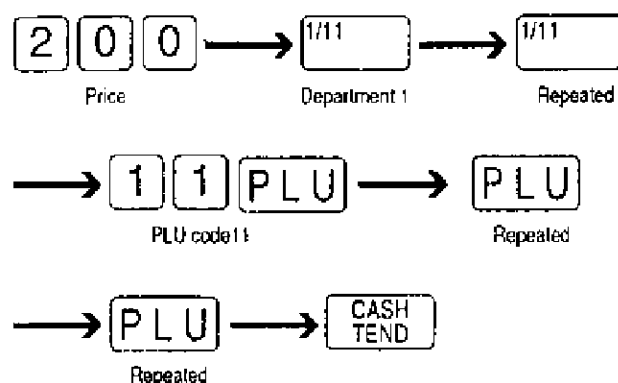 2 0 0 1/11 1/11
Price Department 1 Repeated
1 1 PLU PLU
PLU code11 Repeated
PLU CASH
TEND
Repeated